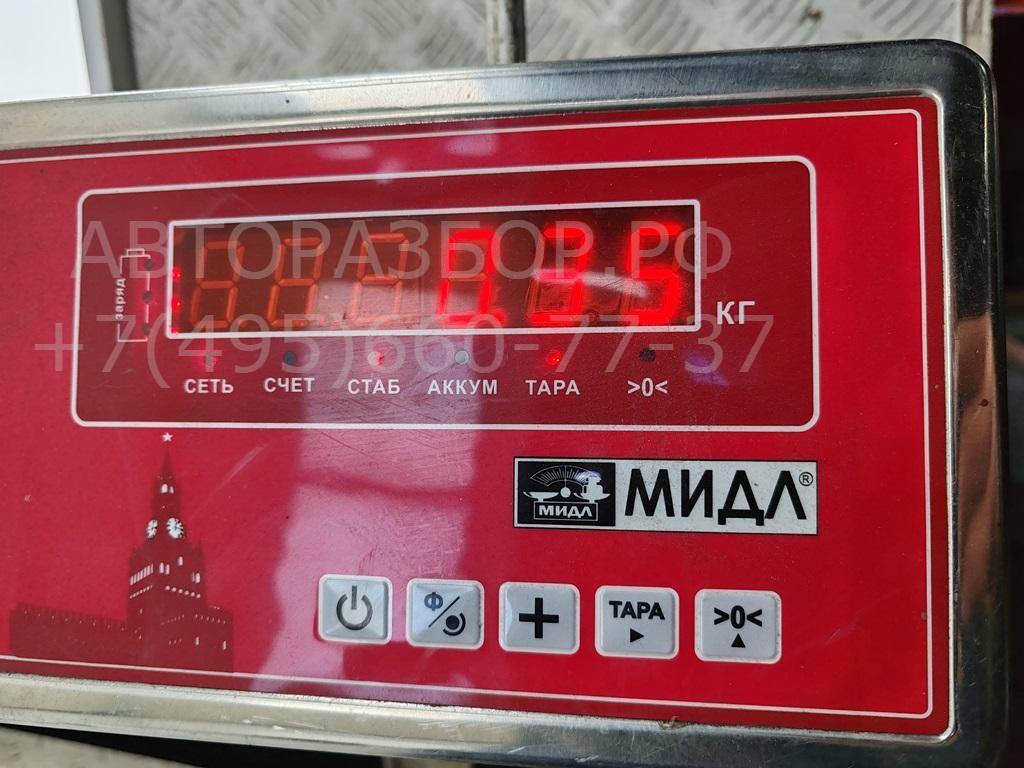 АВТОРАЗБОР.РФ
заряд
КГ
+7(495)660-77-37
СЕТЬ СЧЕТ СТАБ АККУМ ТАРА >0<
МИДЛ МИДЛ®
Ф ТАРА >0<